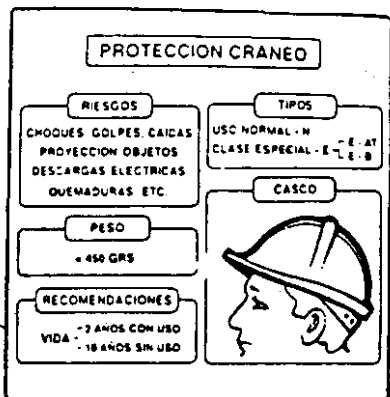 PROTECCION CRANEO
RIESGOS
CHOQUES, GOLPES, CAIDAS
PROYECCION OBJETOS
DESCARGAS ELECTRICAS
QUEMADURAS ETC.
PESO
< 450 GRS
RECOMENDACIONES
VIDA - 2 AÑOS CON USO
- 10 AÑOS SIN USO
TIPOS
USO NORMAL - N
CLASE ESPECIAL - E - E - AT
E - B
CASCO